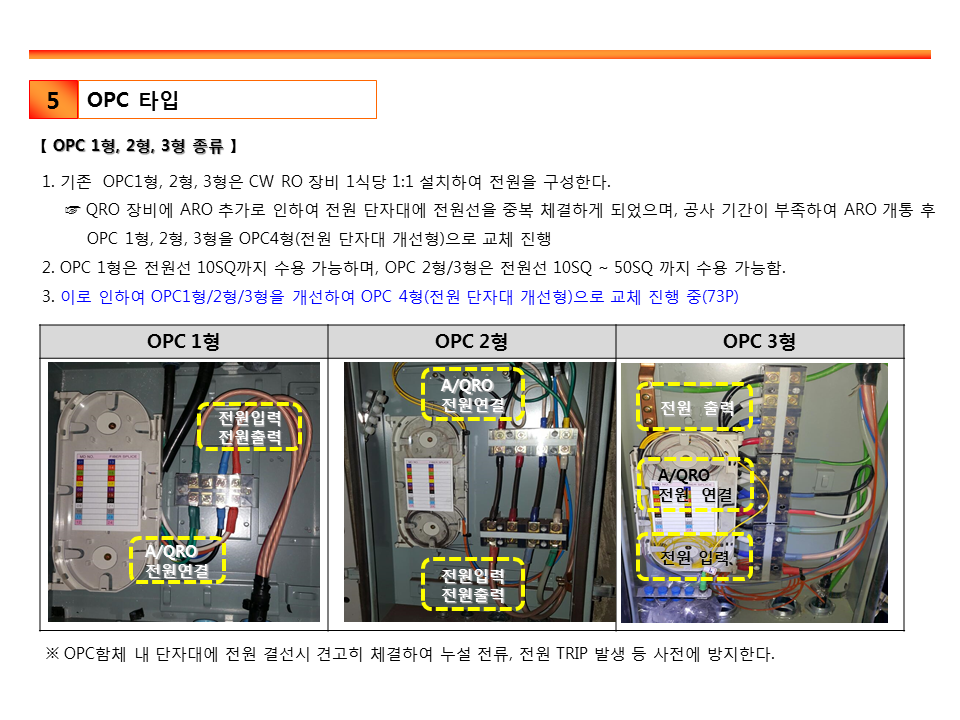 5
OPC 타입
【 OPC 1형, 2형, 3형 종류 】
1. 기존 OPC1형, 2형, 3형은 CW RO 장비 1식당 1:1 설치하여 전원을 구성한다.
☞ QRO 장비에 ARO 추가로 인하여 전원 단자대에 전원선을 중복 체결하게 되었으며, 공사 기간이 부족하여 ARO 개통 후
OPC 1형, 2형, 3형을 OPC4형(전원 단자대 개선형)으로 교체 진행
2. OPC 1형은 전원선 10SQ까지 수용 가능하며, OPC 2형/3형은 전원선 10SQ ~ 50SQ 까지 수용 가능함.
3. 이로 인하여 OPC1형/2형/3형을 개선하여 OPC 4형(전원 단자대 개선형)으로 교체 진행 중(73P)
OPC 1형
OPC 2형
OPC 3형
전원입력
전원출력
A/QRO
전원연결
A/QRO
전원연결
전원입력
전원출력
전원 출력
A/QRO
전원 연결
전원 입력
※ OPC함체 내 단자대에 전원 결선시 견고히 체결하여 누설 전류, 전원 TRIP 발생 등 사전에 방지한다.